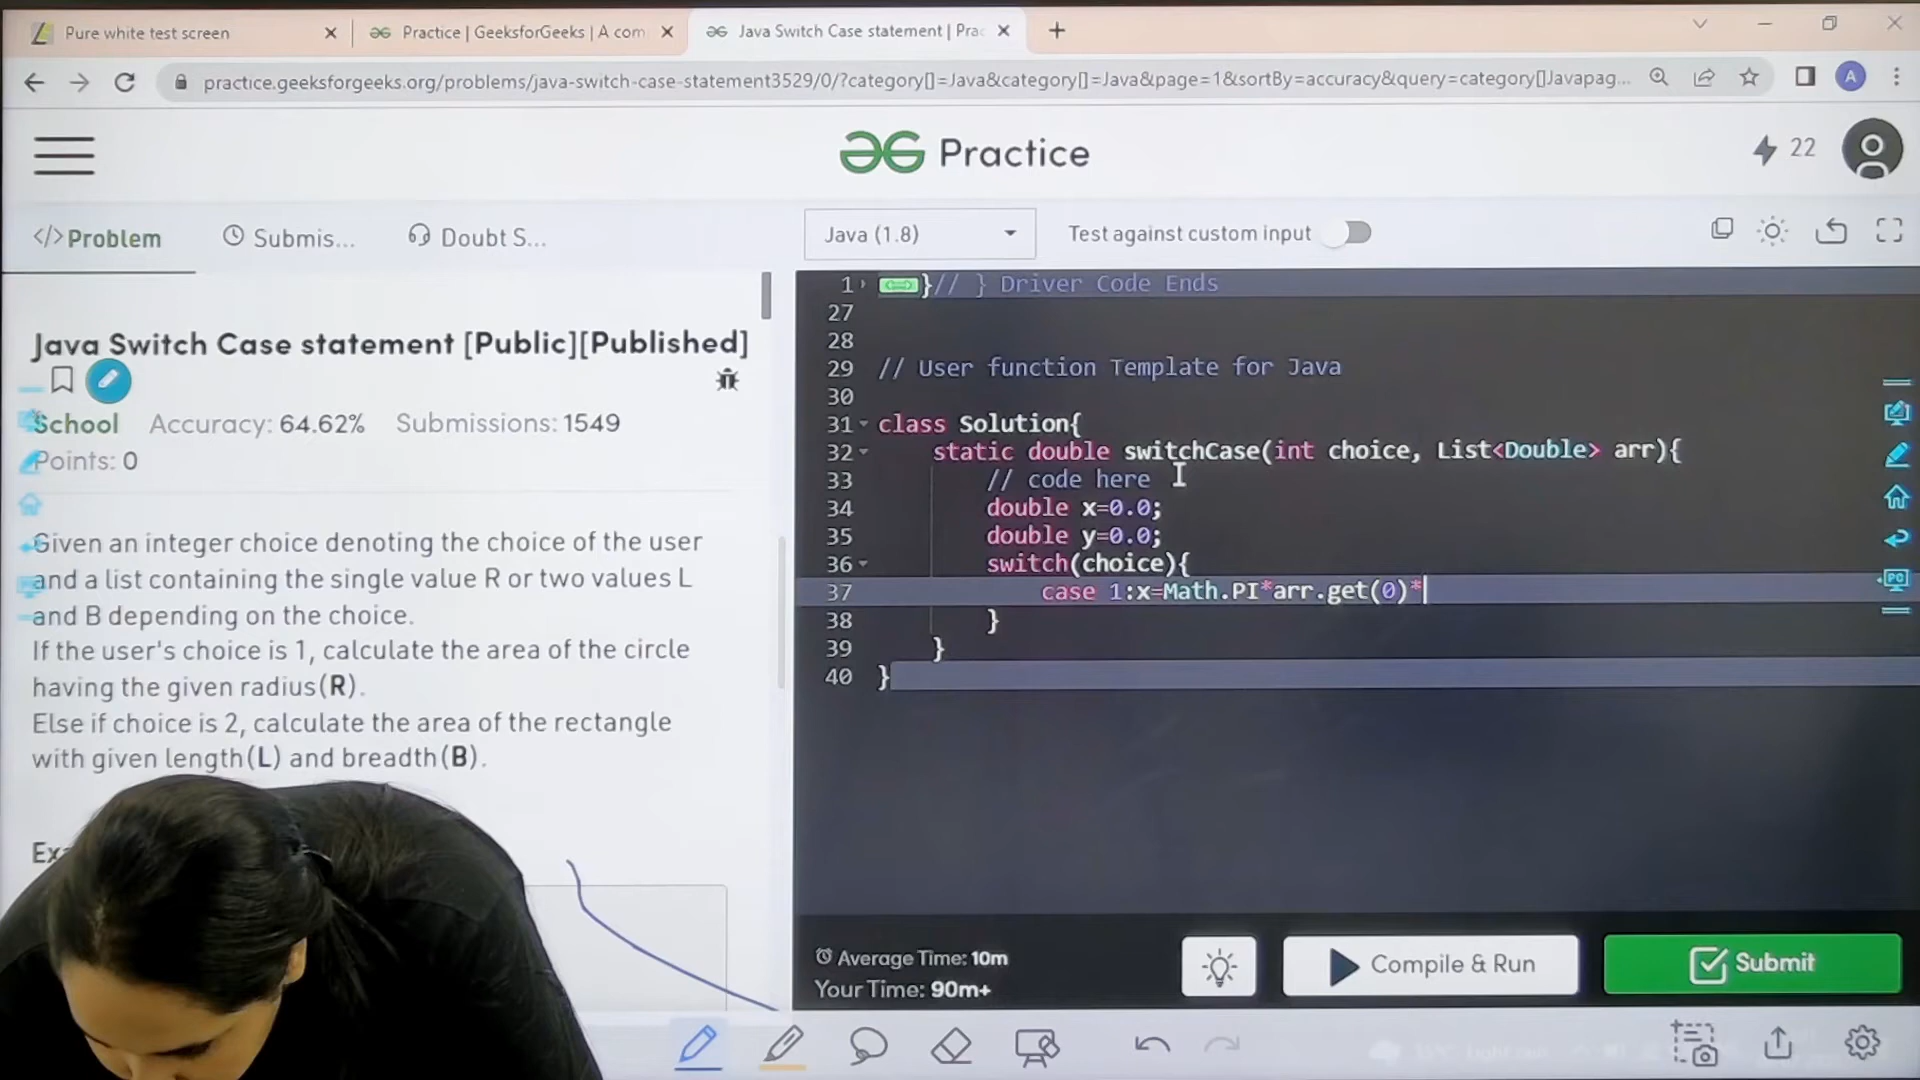 Pure white test screen
Practice | GeeksforGeeks | A com
Java Switch Case statement | Prac
practice.geeksforgeeks.org/problems/java-switch-case-statement3529/0/?category[]=Java&category[]=Java&page=1&sortBy=accuracy&query=category[]Javapag...
A
Practice
22
</>Problem
Submis...
Doubt S...
Java (1.8)
Test against custom input
Java Switch Case statement [Public][Published]
School Accuracy: 64.62% Submissions: 1549
Points: 0
Given an integer choice denoting the choice of the user
and a list containing the single value R or two values L
and B depending on the choice.
If the user's choice is 1, calculate the area of the circle
having the given radius(R).
Else if choice is 2, calculate the area of the rectangle
with given length(L) and breadth(B).
1 }// } Driver Code Ends
27
28
29 // User function Template for Java
30
31 class Solution{
32 static double switchCase(int choice, List<Double> arr){
33 // code here
34 double x=0.0;
35 double y=0.0;
36 switch(choice){
37 case 1:x=Math.PI*arr.get(0)*
38 }
39 }
40 }
Average Time: 10m
Your Time: 90m+
Compile & Run
Submit
PC